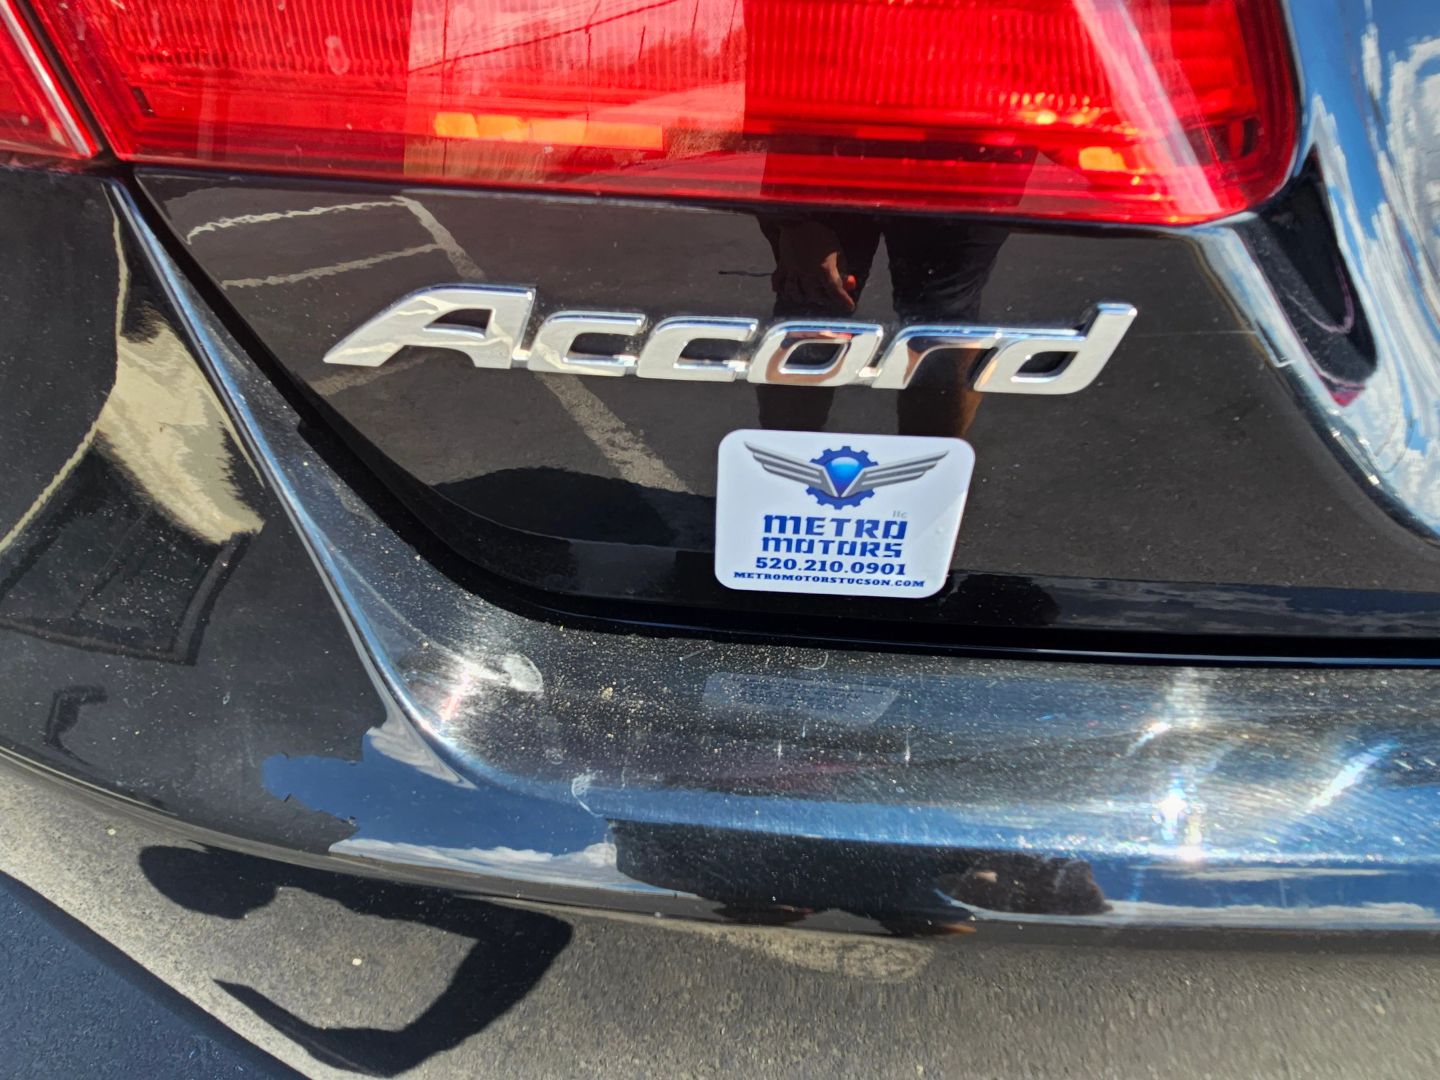 Accord
llc
METRO
MOTORS
520.210.0901
METROMOTORSTUCSON.COM